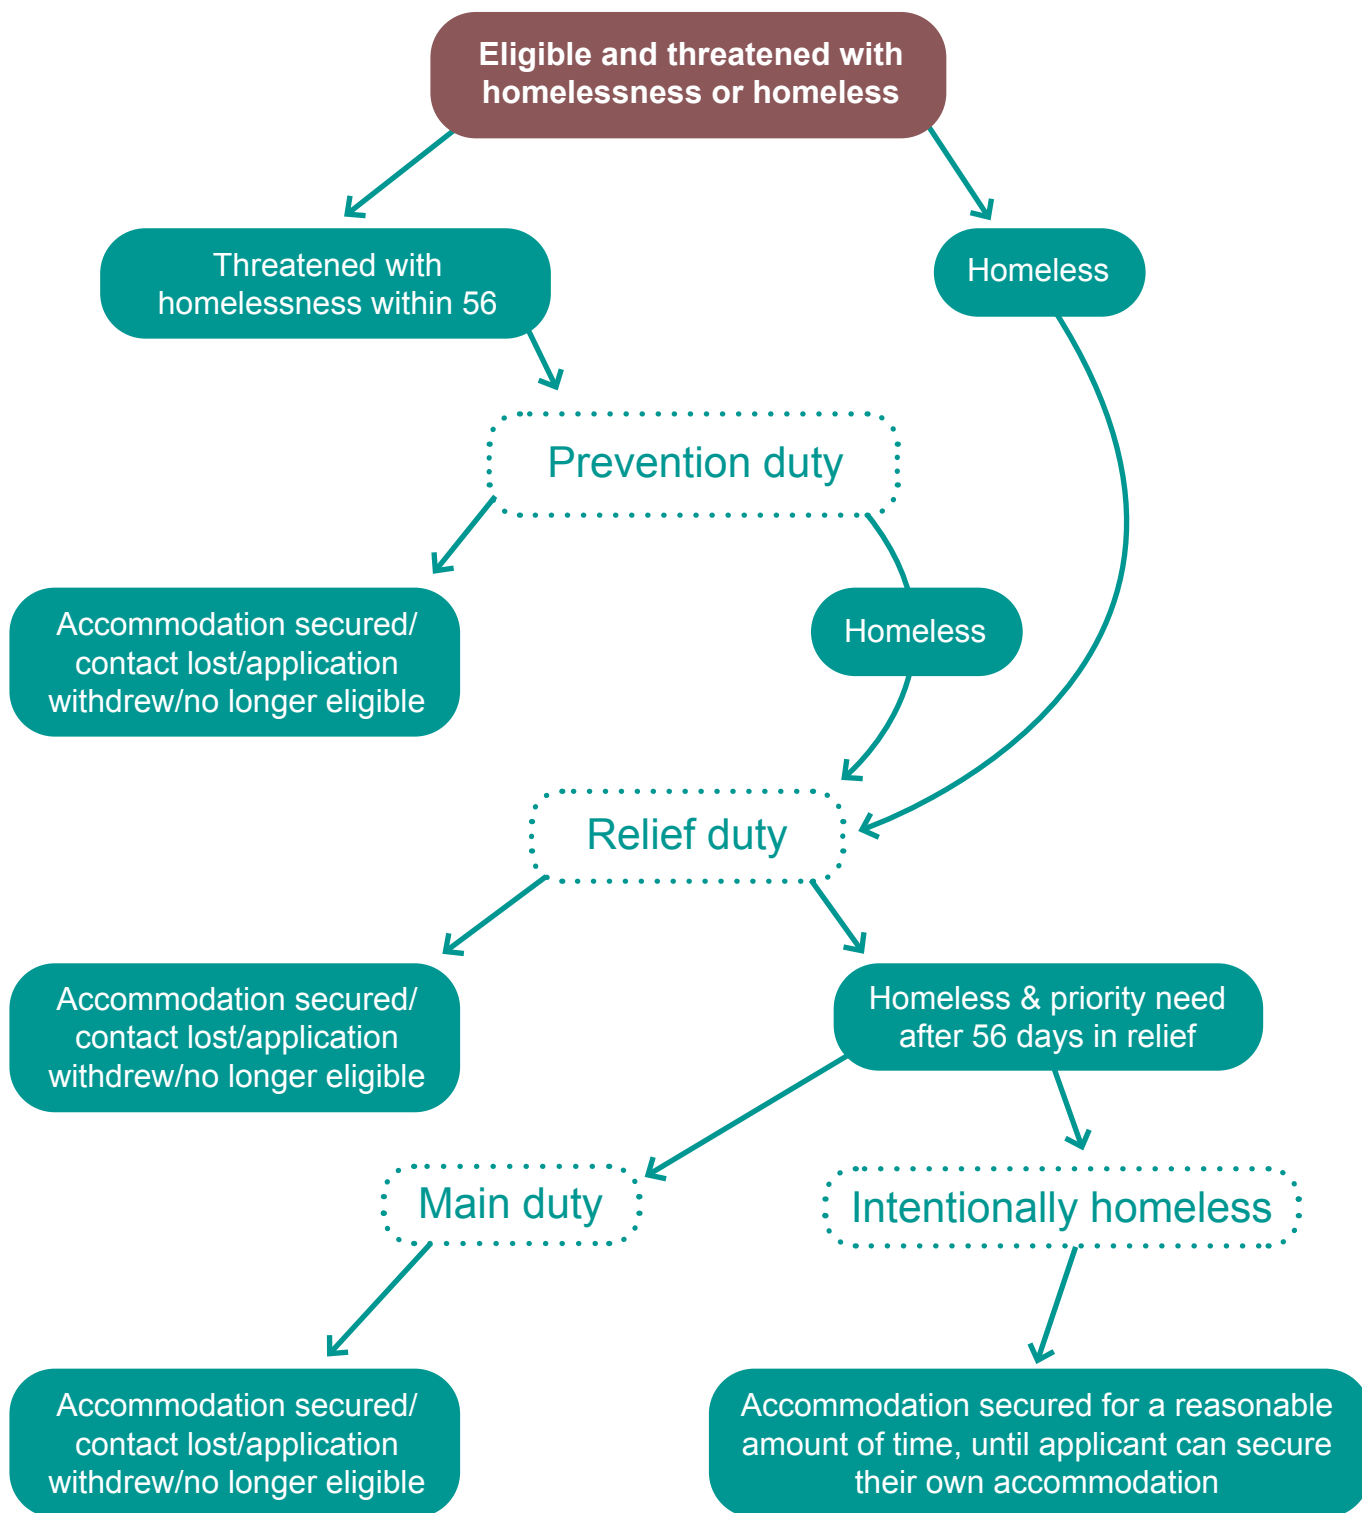 Eligible and threatened with
homelessness or homeless
Threatened with
homelessness within 56
Homeless
Prevention duty
Accommodation secured/
contact lost/application
withdrew/no longer eligible
Homeless
Relief duty
Accommodation secured/
contact lost/application
withdrew/no longer eligible
Homeless & priority need
after 56 days in relief
Main duty
Intentionally homeless
Accommodation secured/
contact lost/application
withdrew/no longer eligible
Accommodation secured for a reasonable
amount of time, until applicant can secure
their own accommodation